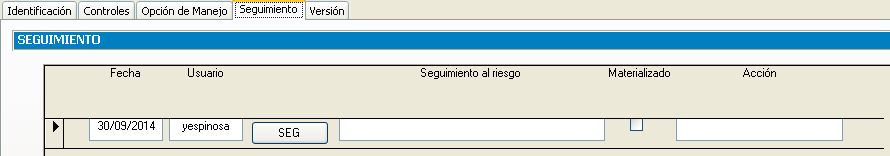 Identificación Controles Opción de Manejo Seguimiento Versión
SEGUIMIENTO
Fecha Usuario Seguimiento al riesgo Materializado Acción
30/09/2014 yespinosa SEG